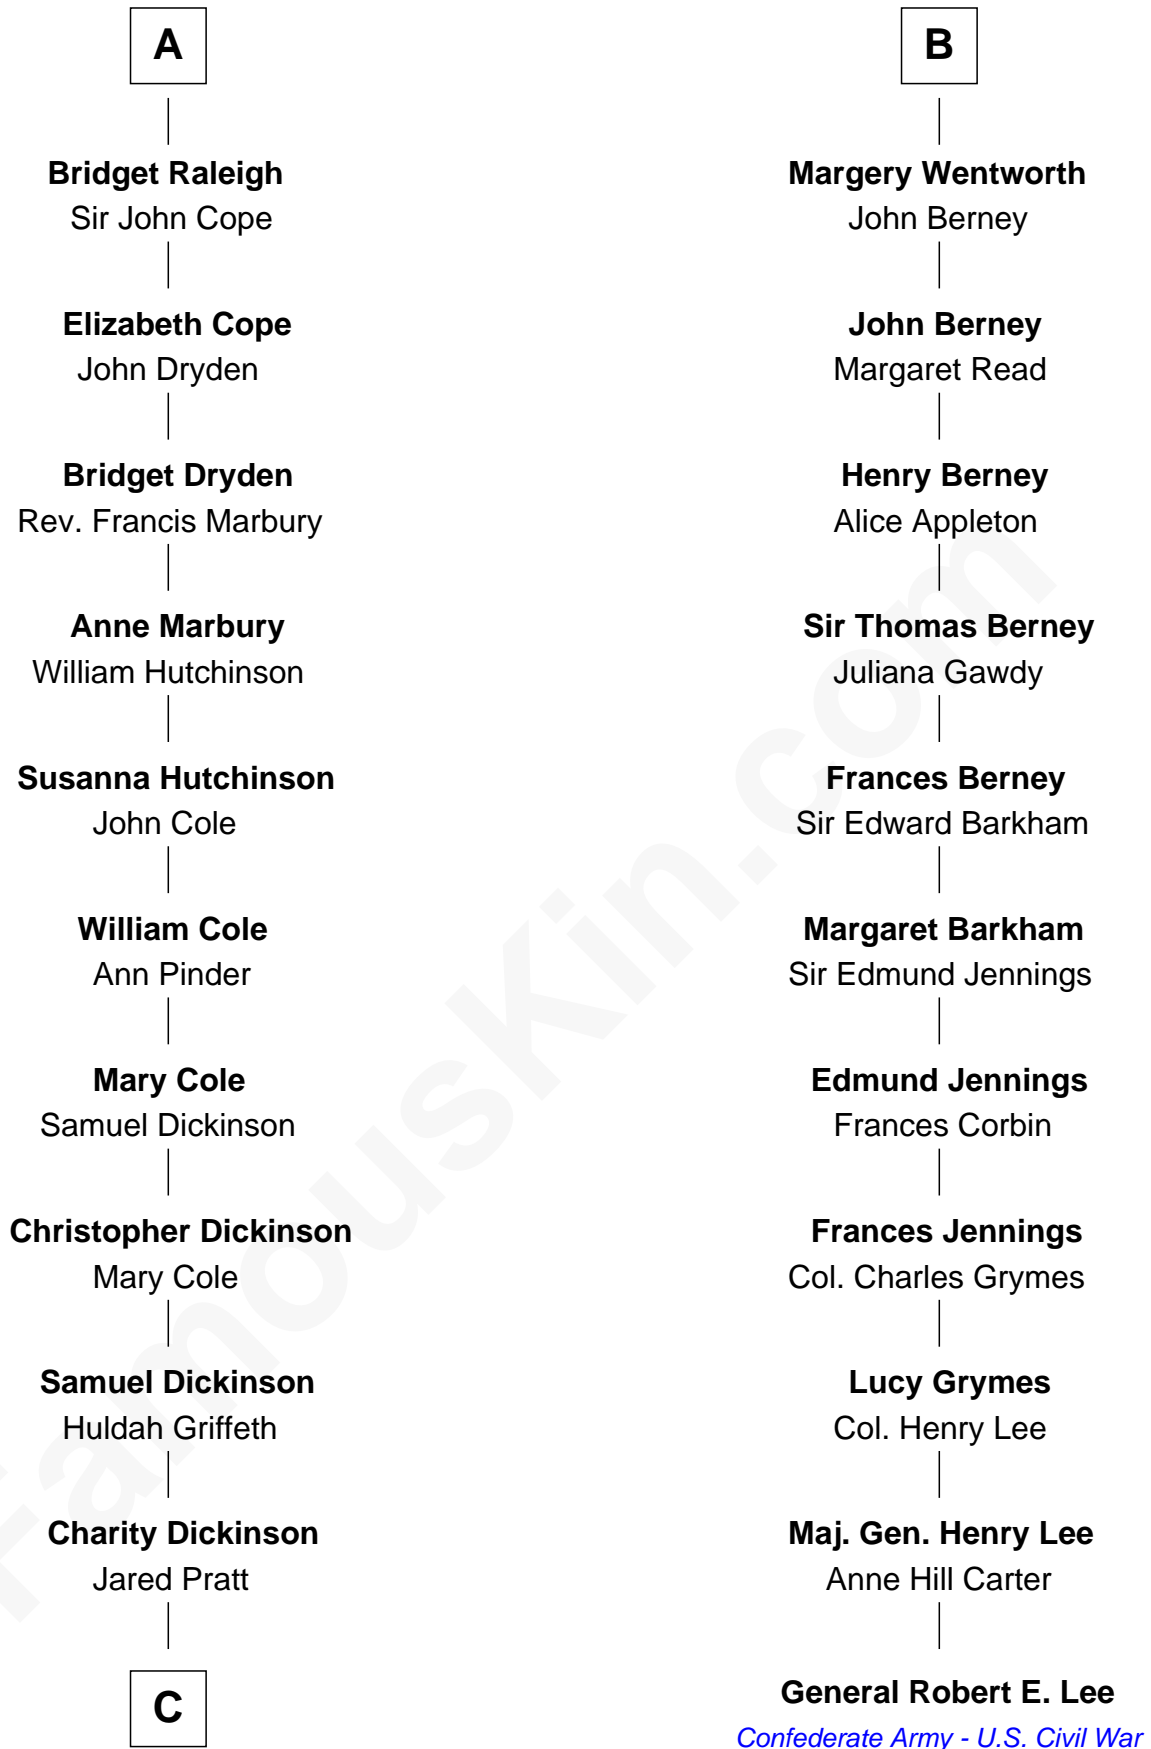 A
Bridget Raleigh
Sir John Cope
Elizabeth Cope
John Dryden
Bridget Dryden
Rev. Francis Marbury
Anne Marbury
William Hutchinson
Susanna Hutchinson
John Cole
William Cole
Ann Pinder
Mary Cole
Samuel Dickinson
Christopher Dickinson
Mary Cole
Samuel Dickinson
Huldah Griffeth
Charity Dickinson
Jared Pratt
C
B
Margery Wentworth
John Berney
John Berney
Margaret Read
Henry Berney
Alice Appleton
Sir Thomas Berney
Juliana Gawdy
Frances Berney
Sir Edward Barkham
Margaret Barkham
Sir Edmund Jennings
Edmund Jennings
Frances Corbin
Frances Jennings
Col. Charles Grymes
Lucy Grymes
Col. Henry Lee
Maj. Gen. Henry Lee
Anne Hill Carter
General Robert E. Lee
Confederate Army - U.S. Civil War
FamousKin.com